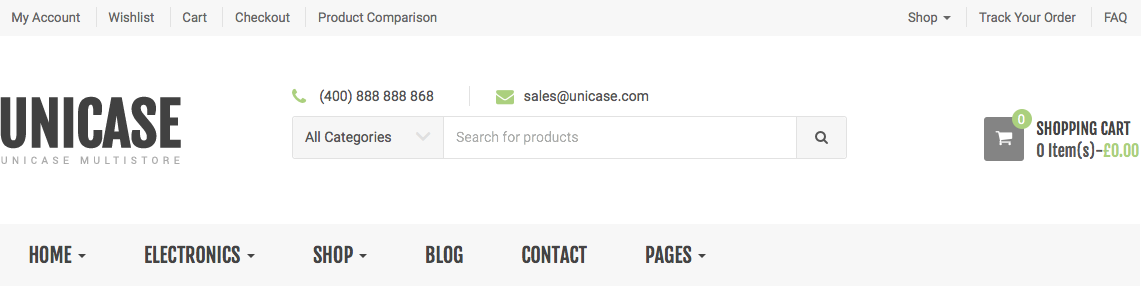 My Account Wishlist Cart Checkout Product Comparison Shop Track Your Order FAQ
(400) 888 888 868 sales@unicase.com
UNICASE
UNICASE MULTISTORE
All Categories Search for products
0
SHOPPING CART
0 Item(s)-£0.00
HOME ELECTRONICS SHOP BLOG CONTACT PAGES